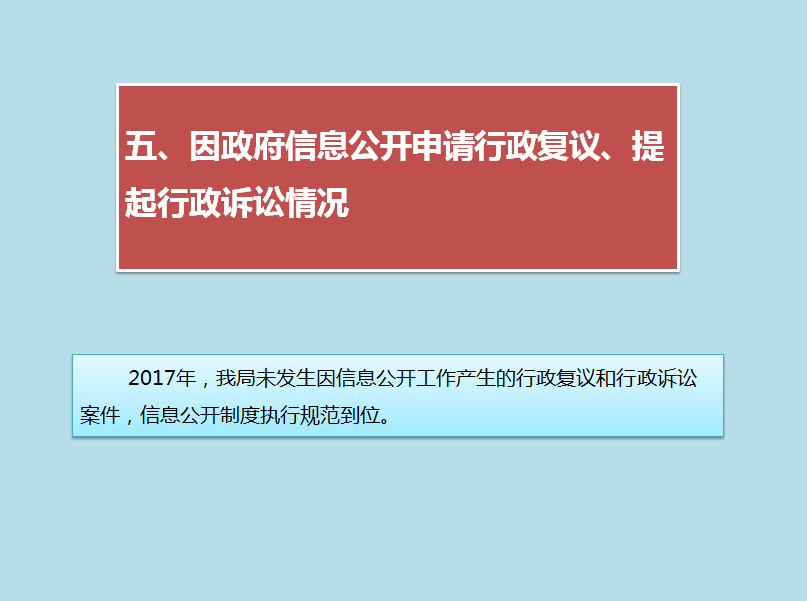 五、因政府信息公开申请行政复议、提
起行政诉讼情况
2017年，我局未发生因信息公开工作产生的行政复议和行政诉讼
案件，信息公开制度执行规范到位。